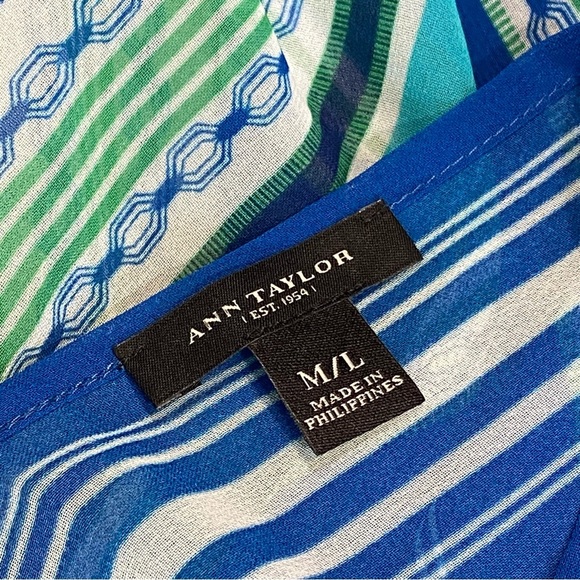 ANN TAYLOR
| EST. 1954 |
M/L
MADE IN
PHILIPPINES